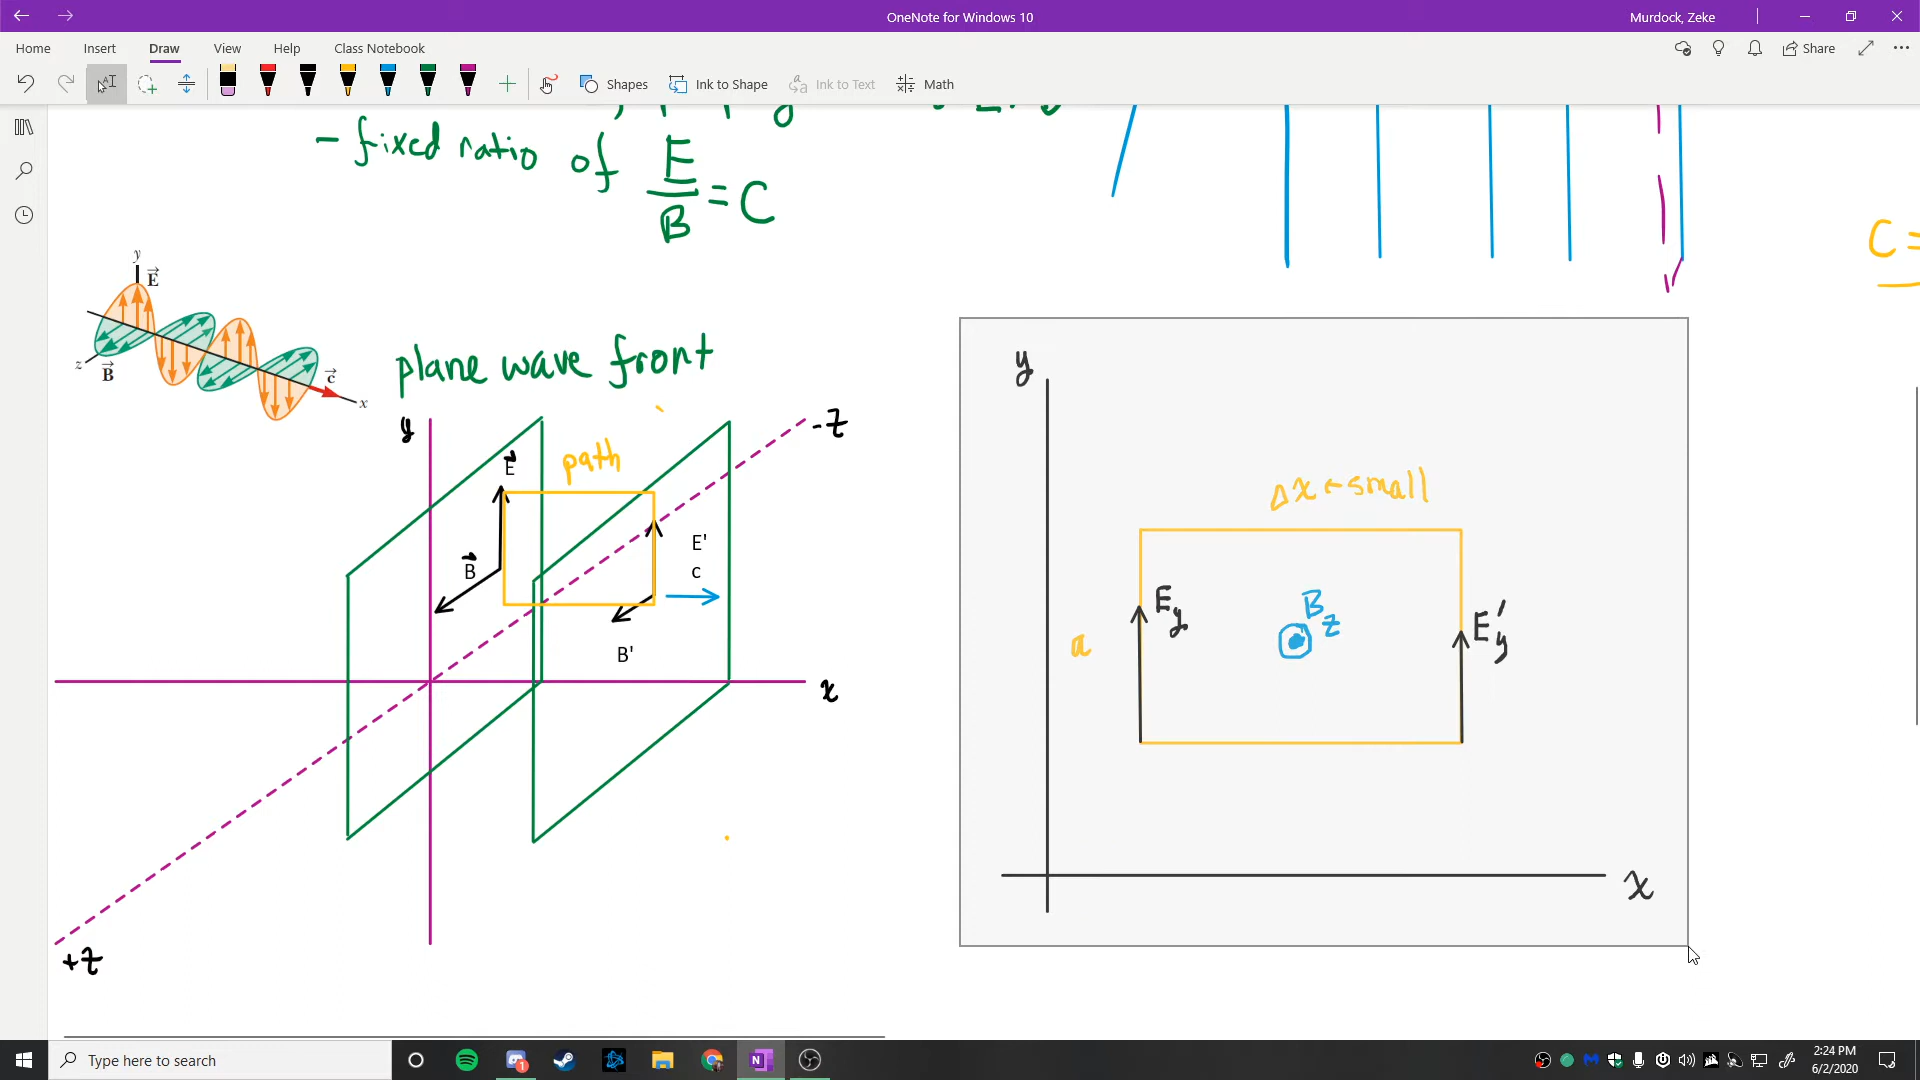 OneNote for Windows 10
Murdock, Zeke
Home Insert Draw View Help Class Notebook
Share
Shapes Ink to Shape Ink to Text Math
- fixed ratio of E/B = C
C =
y
E
z
B
c
x
plane wave front
y
-z
E
path
B
E'
c
B'
x
+z
y
Δx ← small
Ey
Bz
E'y
a
x
Type here to search
1
N
2:24 PM
6/2/2020